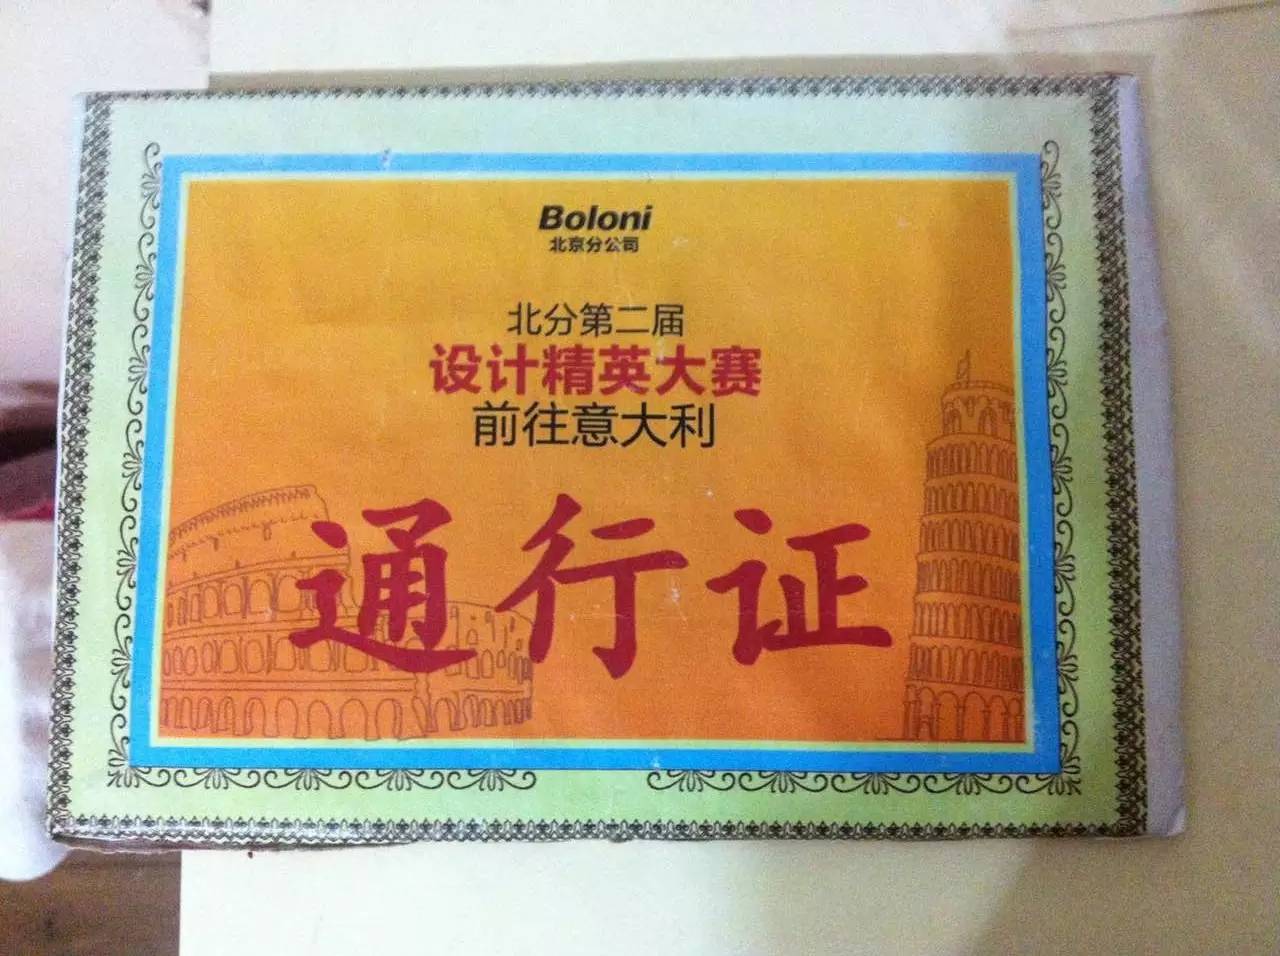 Boloni
北京分公司
北分第二届
设计精英大赛
前往意大利
通行证